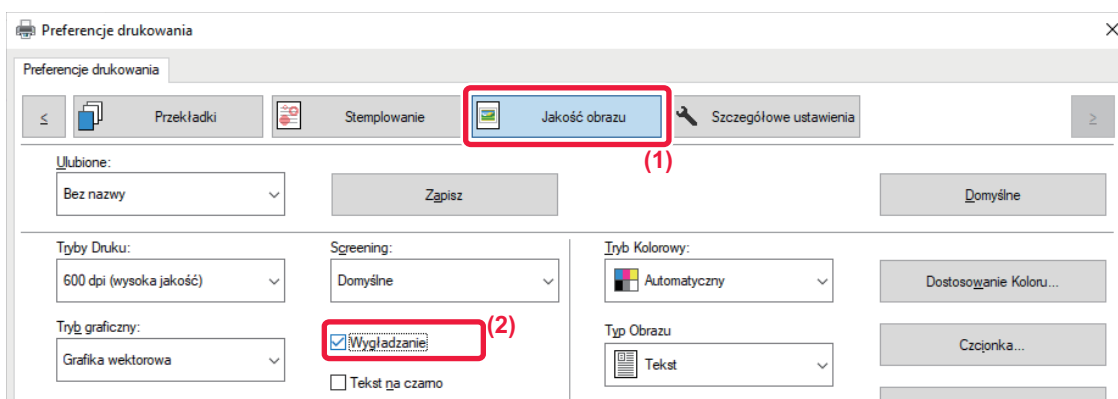 Preferencje drukowania
Preferencje drukowania
< Przekładki Stemplowanie Jakość obrazu Szczegółowe ustawienia >
(1)
Ulubione:
Bez nazwy Zapisz Domyślne
Tryby Druku: Screening: Tryb Kolorowy:
600 dpi (wysoka jakość) Domyślne Automatyczny Dostosowanie Koloru...
(2)
Tryb graficzny: Wygładzanie Typ Obrazu
Grafika wektorowa Tekst Czcionka...
Tekst na czarno